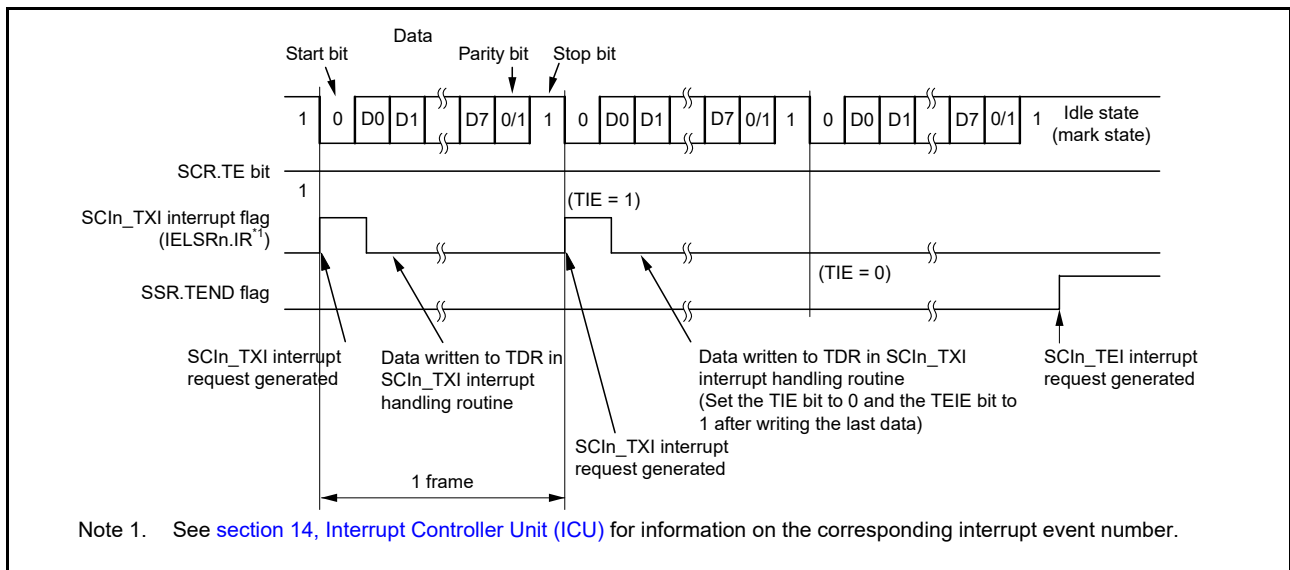 Data
Start bit
Parity bit
Stop bit
1 0 D0 D1 D7 0/1 1 0 D0 D1 D7 0/1 1 0 D0 D1 D7 0/1 1
Idle state
(mark state)
SCR.TE bit
1
(TIE = 1)
SCIn_TXI interrupt flag
(IELSRn.IR*1)
(TIE = 0)
SSR.TEND flag
SCIn_TXI interrupt
request generated
Data written to TDR in
SCIn_TXI interrupt
handling routine
Data written to TDR in SCIn_TXI
interrupt handling routine
(Set the TIE bit to 0 and the TEIE bit to
1 after writing the last data)
SCIn_TEI interrupt
request generated
SCIn_TXI interrupt
request generated
1 frame
Note 1. See section 14, Interrupt Controller Unit (ICU) for information on the corresponding interrupt event number.